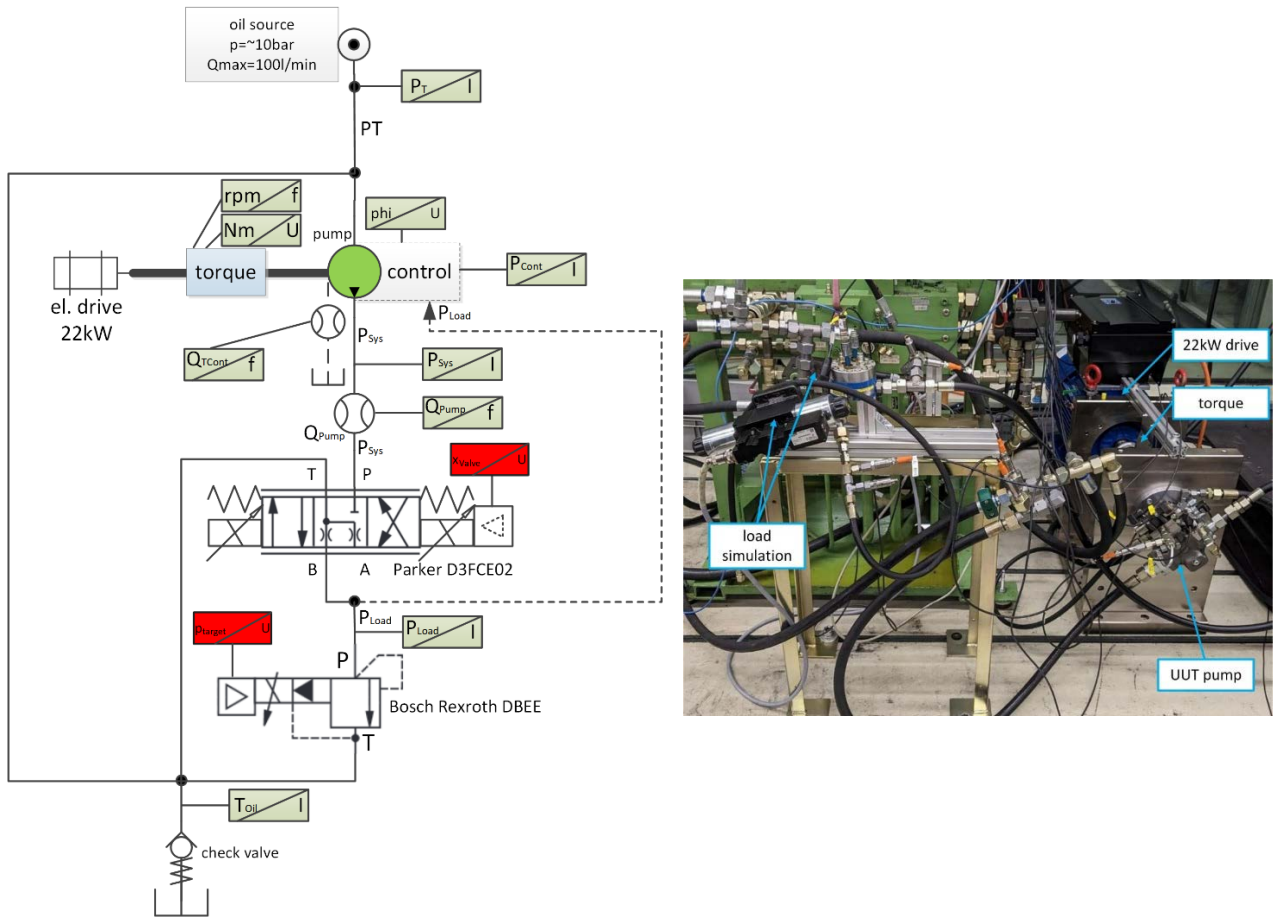 oil source
p=~10bar
Qmax=100l/min
PT I
PT
rpm f
Nm U
phi U
pump
torque
control
PCont I
el. drive
22kW
PLoad
QTCont f
PSys
PSys I
QPump f
QPump
PSys
xValve U
T P
B A Parker D3FCE02
PLoad
pTarget U
PLoad I
P
Bosch Rexroth DBEE
T
TOil I
check valve
22kW drive
torque
load
simulation
UUT pump